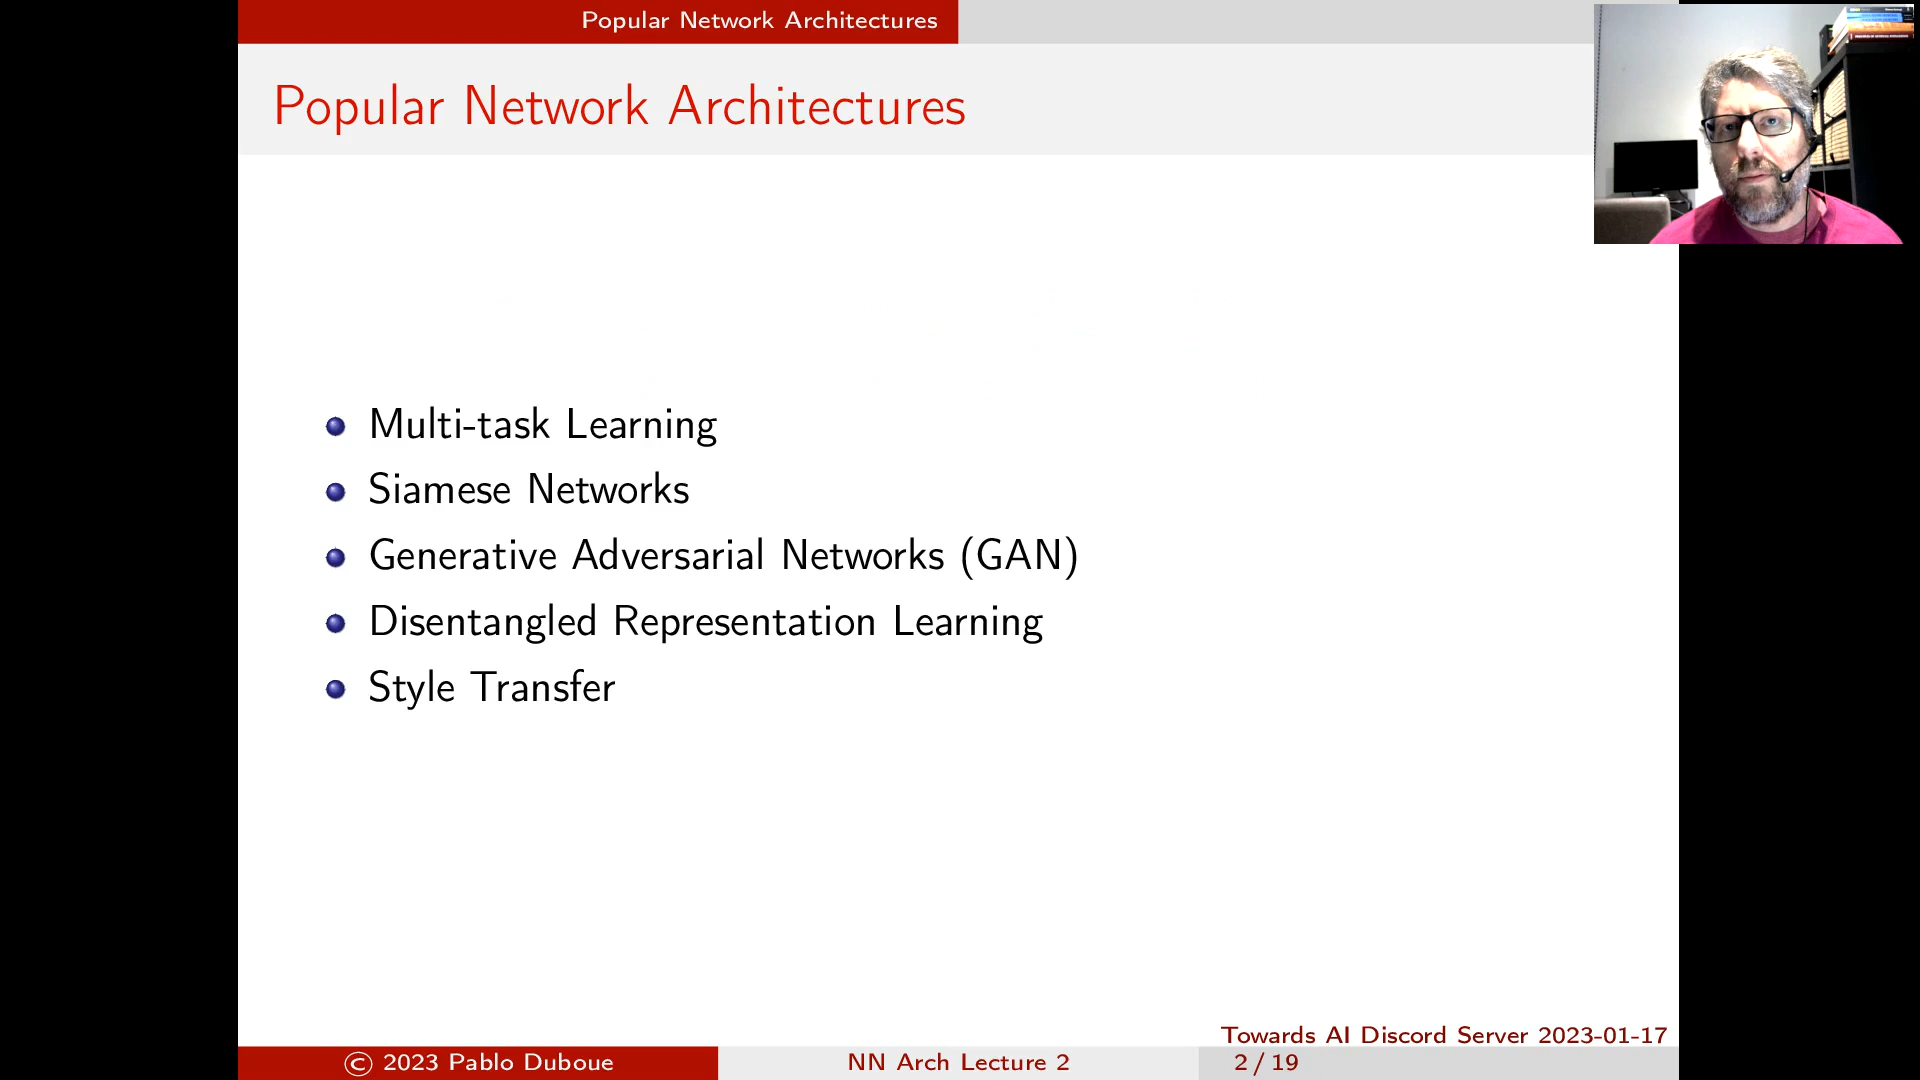 Popular Network Architectures
Popular Network Architectures
Multi-task Learning
Siamese Networks
Generative Adversarial Networks (GAN)
Disentangled Representation Learning
Style Transfer
Towards AI Discord Server 2023-01-17
© 2023 Pablo Duboue
NN Arch Lecture 2
2 / 19